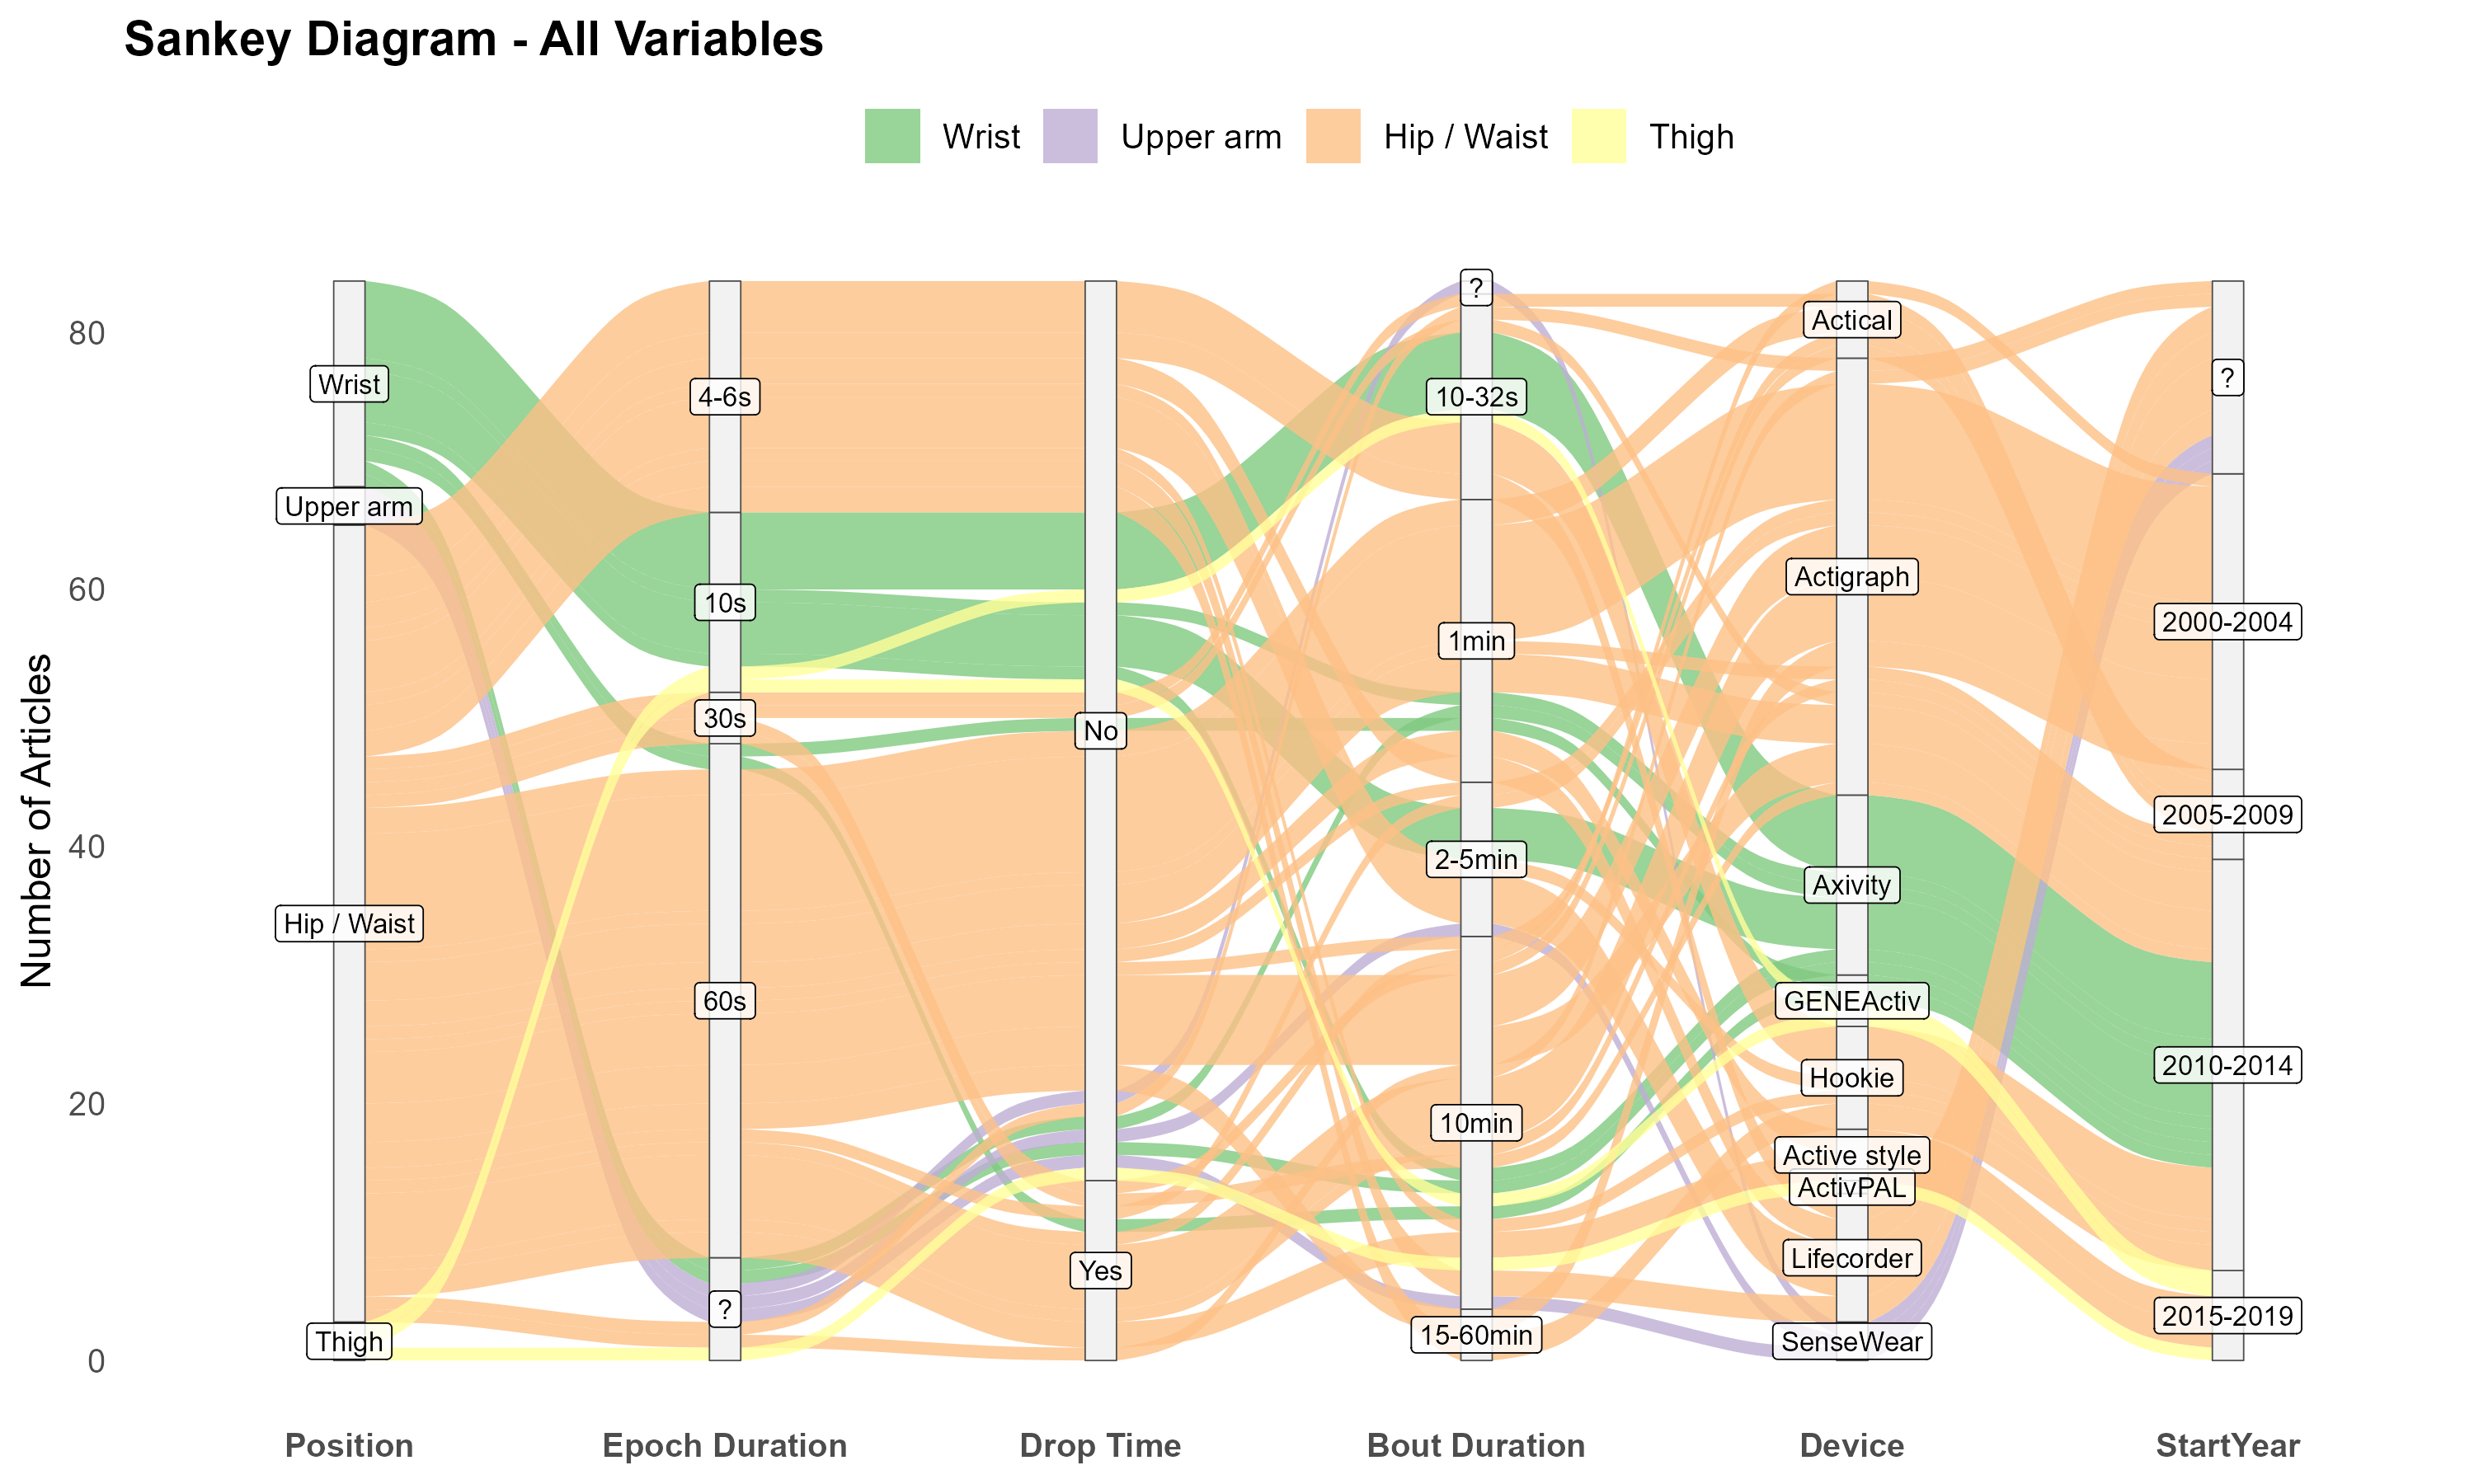 Sankey Diagram - All Variables
Wrist
Upper arm
Hip / Waist
Thigh
Number of Articles
80
60
40
20
0
Wrist
Upper arm
Hip / Waist
Thigh
4-6s
10s
30s
60s
?
No
Yes
?
10-32s
1min
2-5min
10min
15-60min
Actical
Actigraph
Axivity
GENEActiv
Hookie
Active style
ActivPAL
Lifecorder
SenseWear
?
2000-2004
2005-2009
2010-2014
2015-2019
Position
Epoch Duration
Drop Time
Bout Duration
Device
StartYear